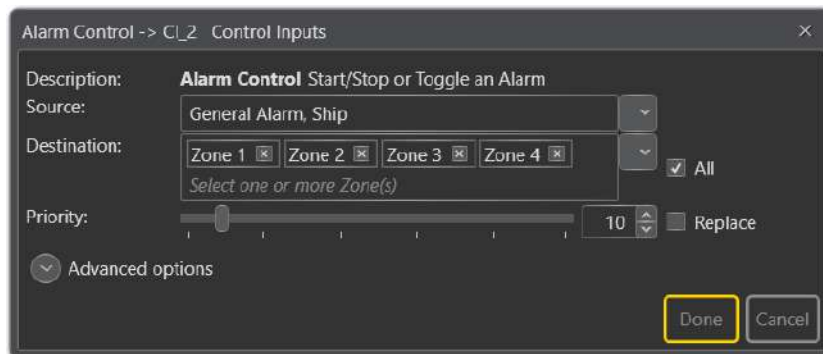 Alarm Control -> CI_2 Control Inputs
Description: Alarm Control Start/Stop or Toggle an Alarm
Source: General Alarm, Ship
Destination: Zone 1 Zone 2 Zone 3 Zone 4
All
Select one or more Zone(s)
Priority: 10 Replace
Advanced options
Done Cancel